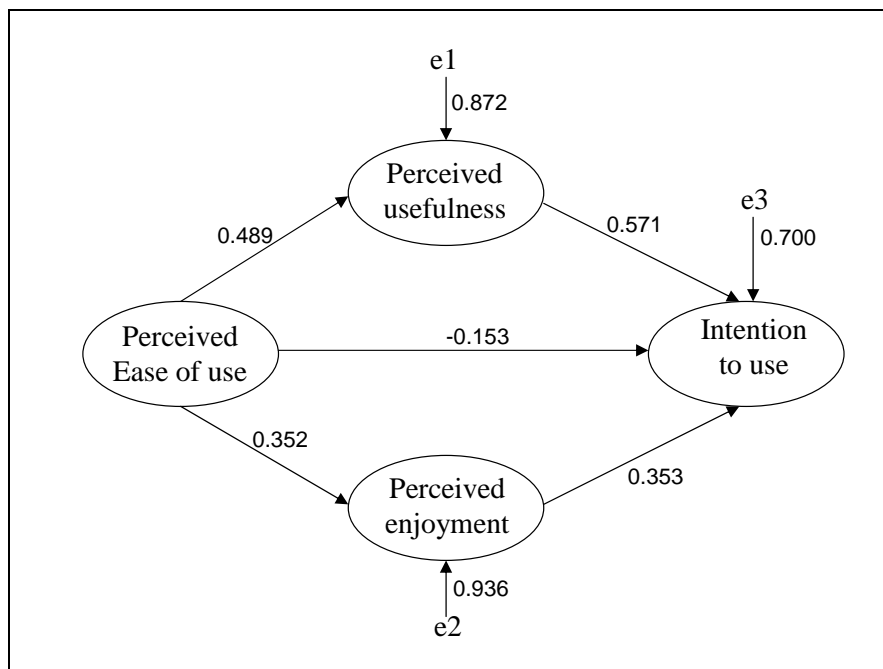 e1
0.872
Perceived
usefulness
e3
0.489
0.571
0.700
Perceived
Ease of use
-0.153
Intention
to use
0.352
0.353
Perceived
enjoyment
0.936
e2